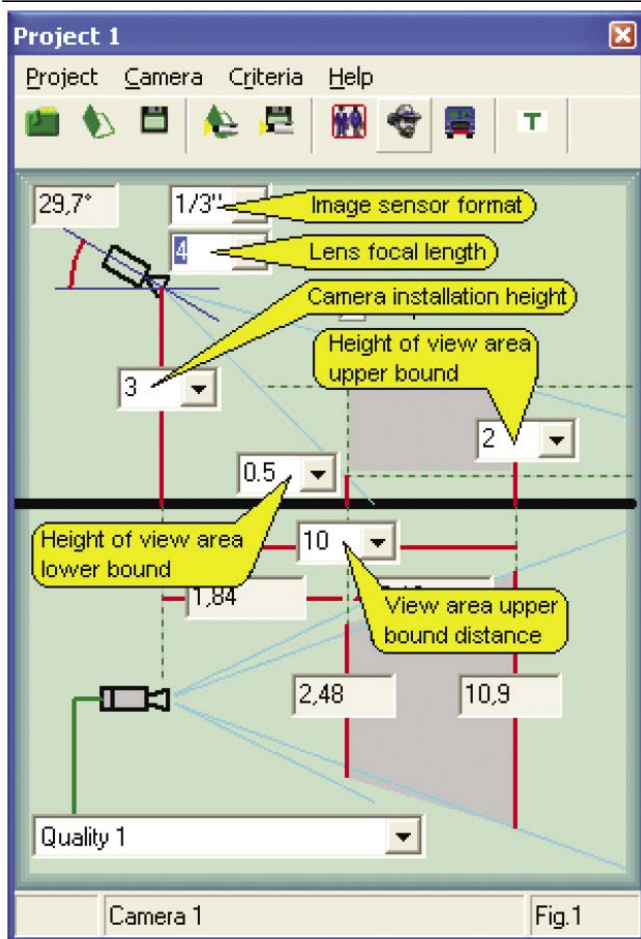 Project 1
Project Camera Criteria Help
T
29,7°
1/3"
Image sensor format
4
Lens focal length
Camera installation height
Height of view area
upper bound
3
2
0.5
Height of view area
lower bound
10
1,84
View area upper
bound distance
2,48
10,9
Quality 1
Camera 1
Fig.1